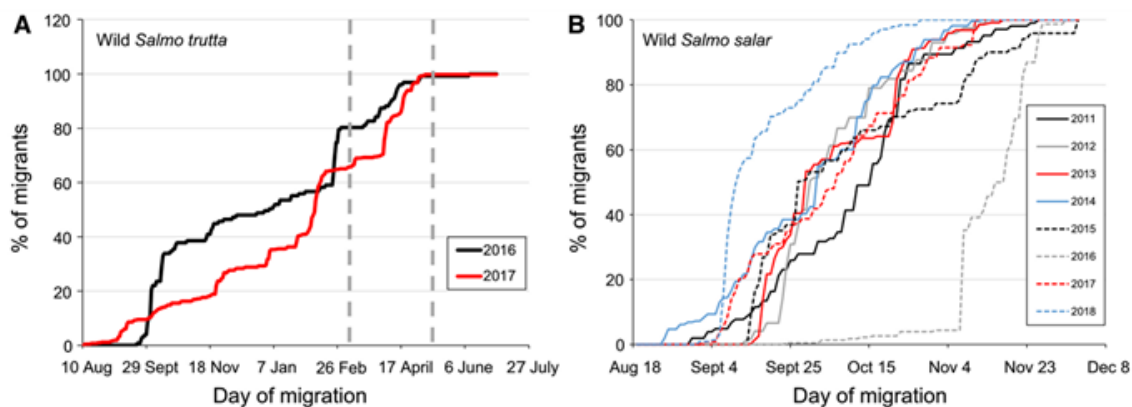 A
Wild Salmo trutta
% of migrants
120
100
80
60
40
20
0
2016
2017
10 Aug 29 Sept 18 Nov 7 Jan 26 Feb 17 April 6 June 27 July
Day of migration
B
Wild Salmo salar
% of migrants
100
80
60
40
20
0
2011
2012
2013
2014
2015
2016
2017
2018
Aug 18 Sept 4 Sept 25 Oct 15 Nov 4 Nov 23 Dec 8
Day of migration